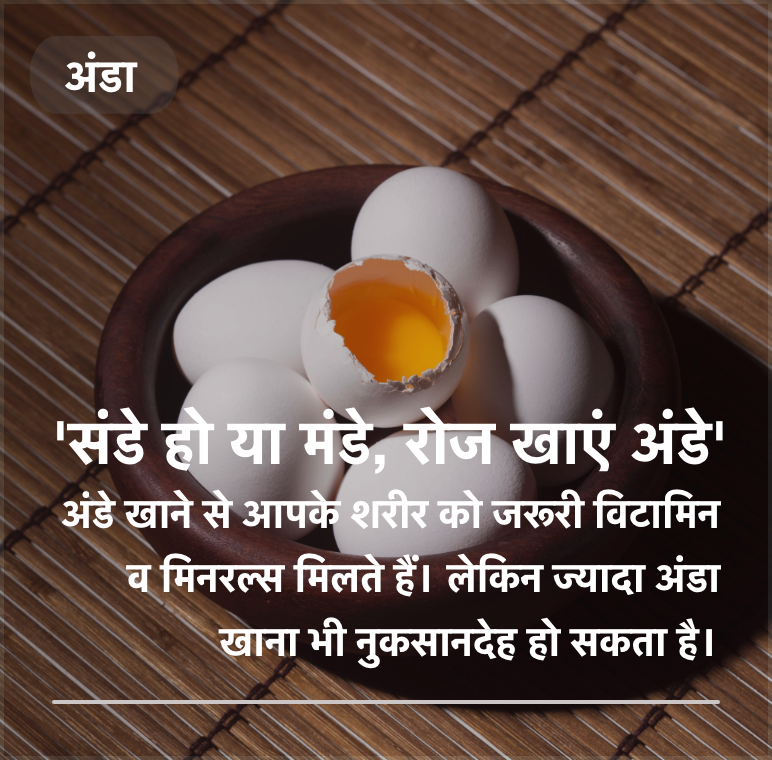 अंडा
'संडे हो या मंडे, रोज खाएं अंडे'
अंडे खाने से आपके शरीर को जरूरी विटामिन
व मिनरल्स मिलते हैं। लेकिन ज्यादा अंडा
खाना भी नुकसानदेह हो सकता है।